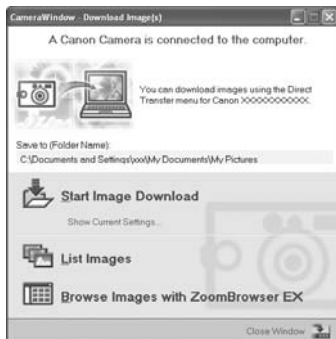 CameraWindow - Download Image(s)
A Canon Camera is connected to the computer.
You can download images using the Direct
Transfer menu for Canon XXXXXXXXXXX.
Save to (Folder Name):
C:\Documents and Settings\xxx\My Documents\My Pictures
Start Image Download
Show Current Settings...
List Images
Browse Images with ZoomBrowser EX
Close Window